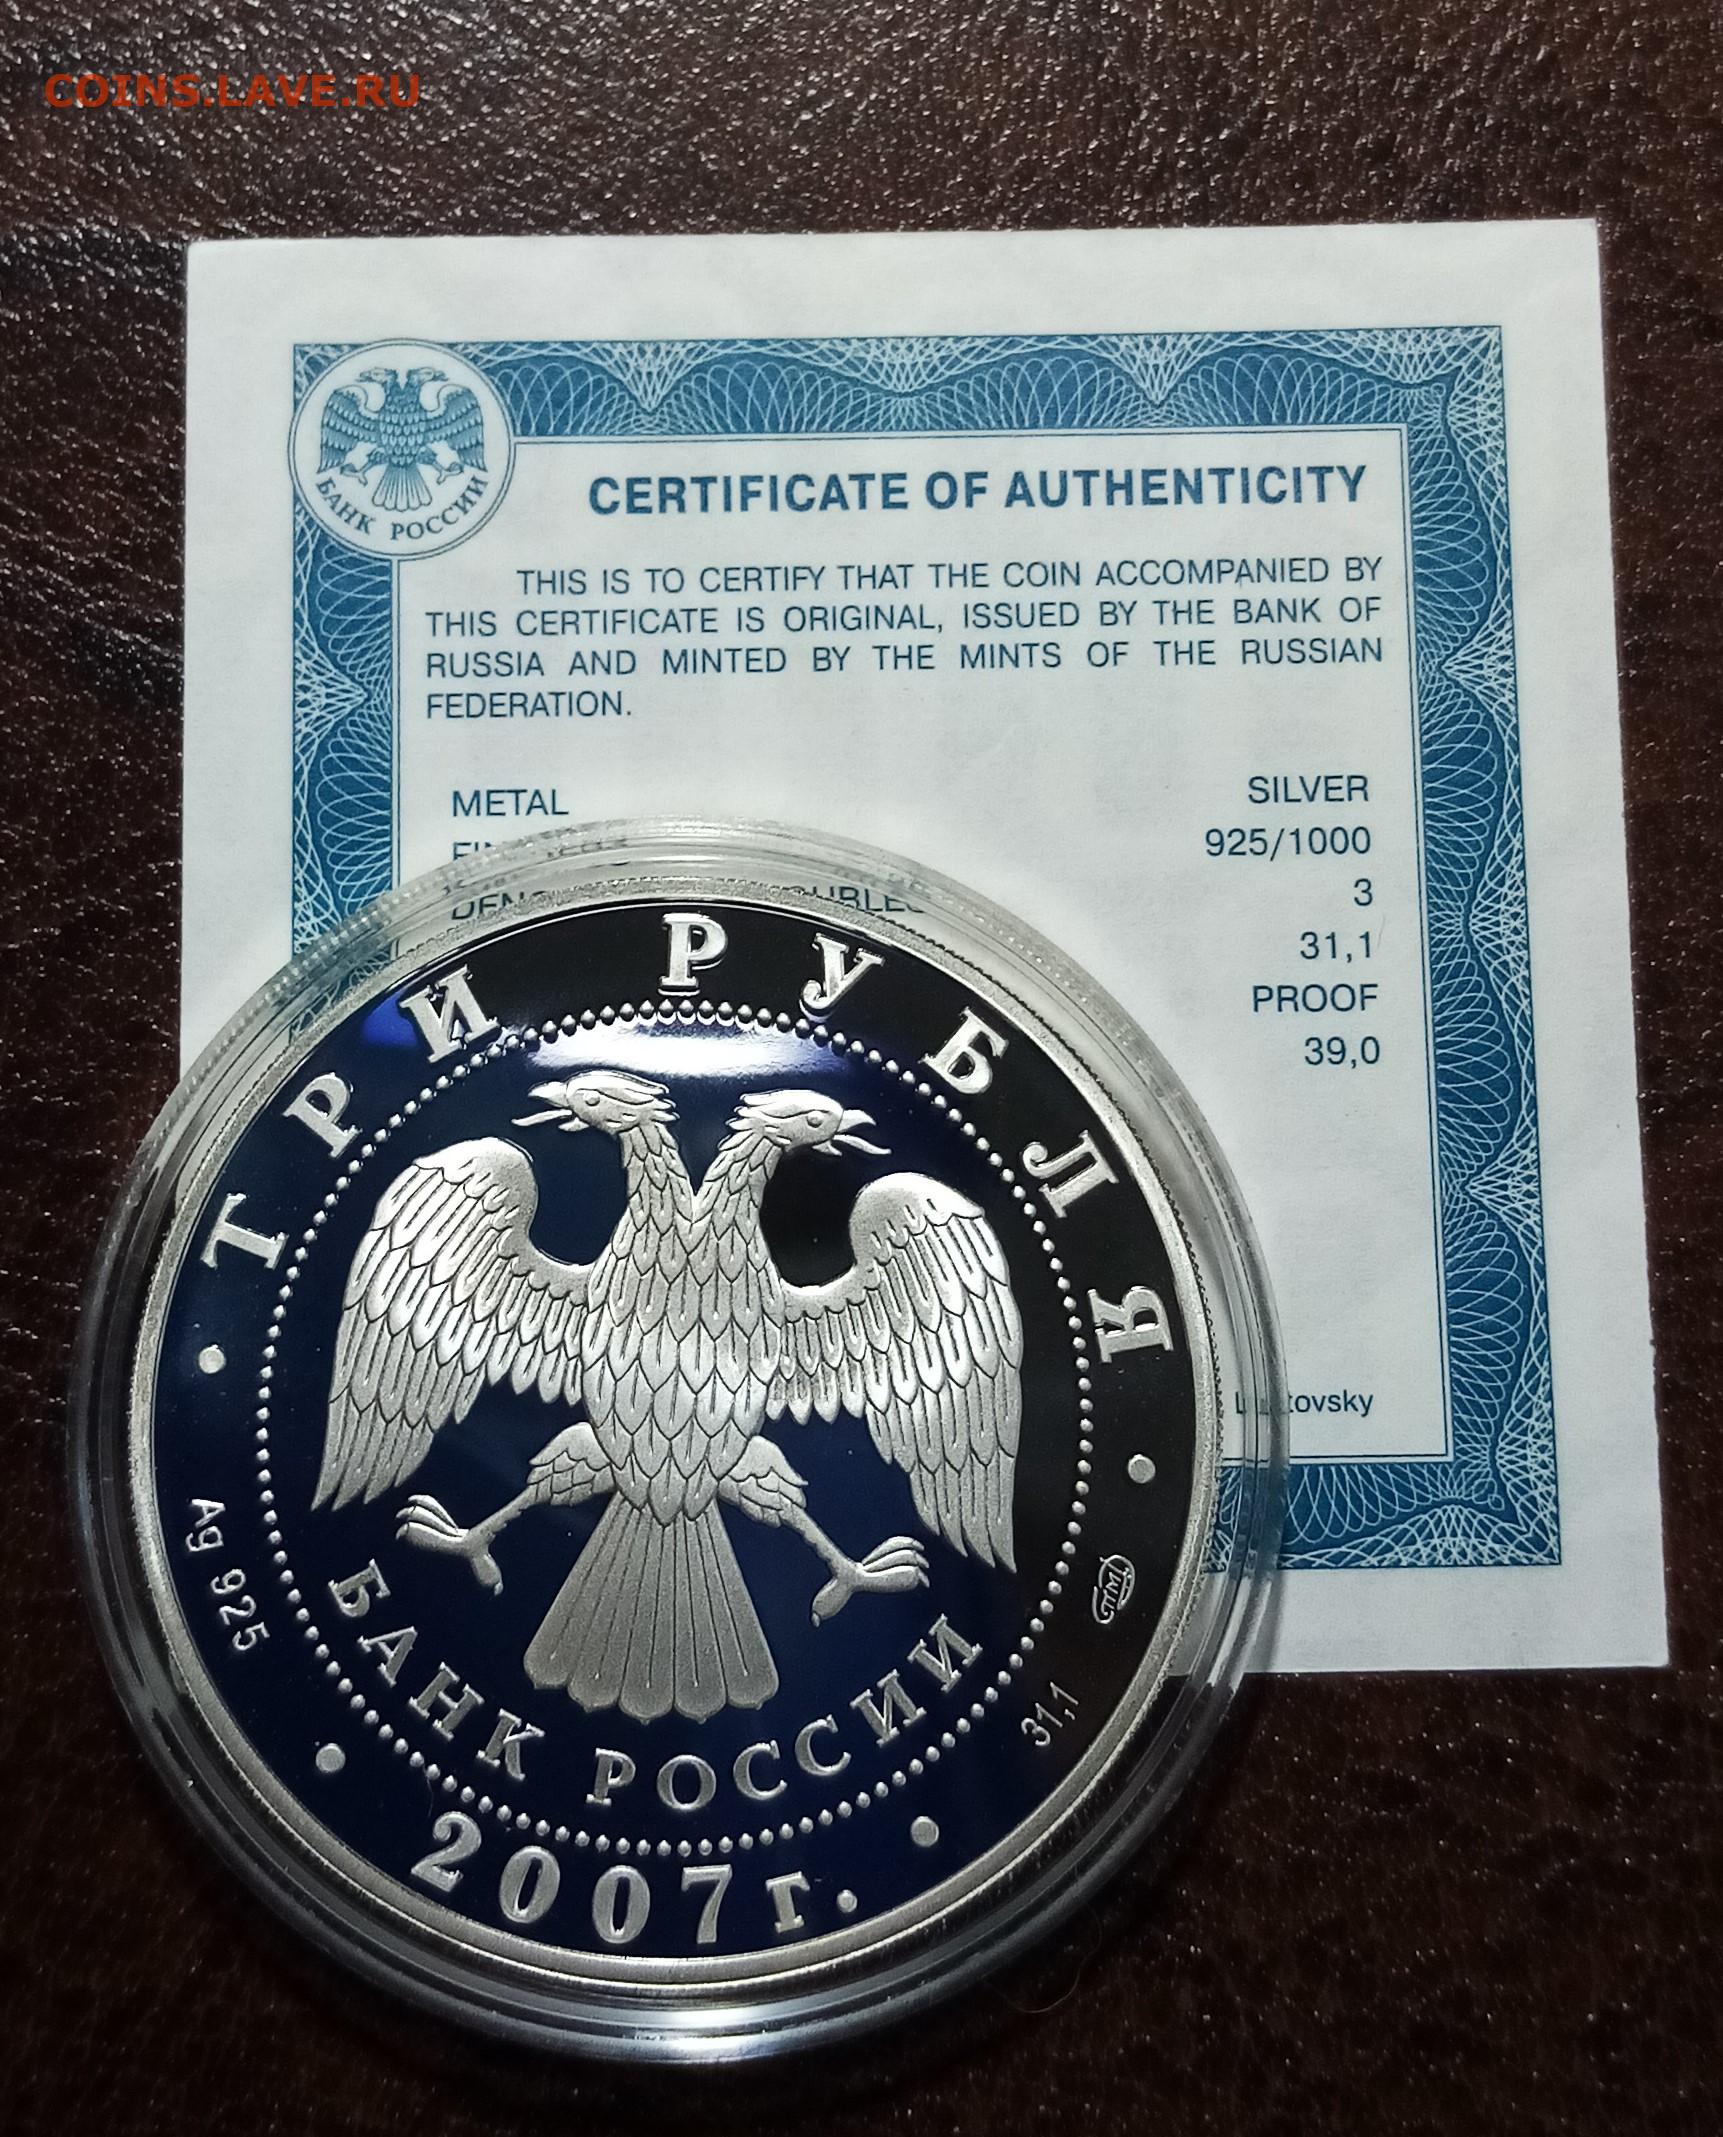 COINS.LAVE.RU
БАНК РОССИИ
CERTIFICATE OF AUTHENTICITY
THIS IS TO CERTIFY THAT THE COIN ACCOMPANIED BY
THIS CERTIFICATE IS ORIGINAL, ISSUED BY THE BANK OF
RUSSIA AND MINTED BY THE MINTS OF THE RUSSIAN
FEDERATION.
METAL SILVER
925/1000
3
31,1
PROOF
39,0
ТРИ РУБЛЯ
Ag 925
БАНК РОССИИ
31,1
2007 г.